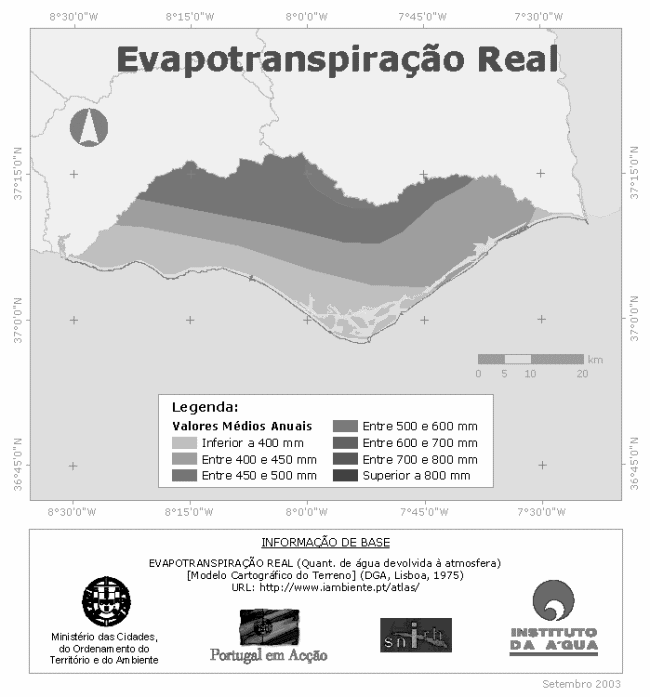 8°30'0"W 8°15'0"W 8°0'0"W 7°45'0"W 7°30'0"W
Evapotranspiração Real
37°15'0"N 37°15'0"N
37°0'0"N 37°0'0"N
km
0 5 10 20
Legenda:
Valores Médios Anuais
Inferior a 400 mm
Entre 400 e 450 mm
Entre 450 e 500 mm
Entre 500 e 600 mm
Entre 600 e 700 mm
Entre 700 e 800 mm
Superior a 800 mm
36°45'0"N 36°45'0"N
8°30'0"W 8°15'0"W 8°0'0"W 7°45'0"W 7°30'0"W
INFORMAÇÃO DE BASE
EVAPOTRANSPIRAÇÃO REAL (Quant. de água devolvida à atmosfera)
[Modelo Cartográfico do Terreno] (DGA, Lisboa, 1975)
URL: http://www.iambiente.pt/atlas/
Ministério das Cidades,
do Ordenamento do
Território e do Ambiente
Portugal em Acção
snirh
INSTITUTO
DA ÁGUA
Setembro 2003